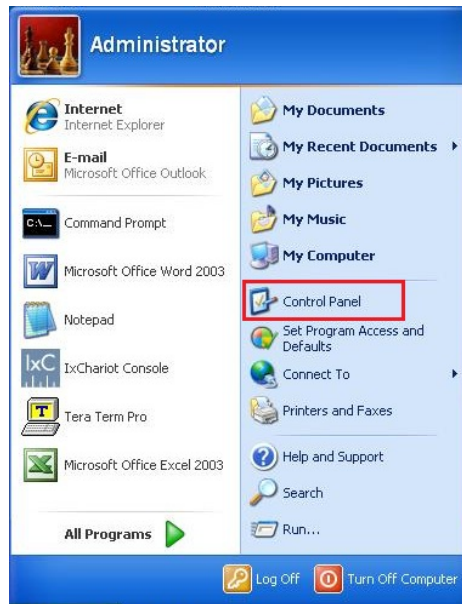 Administrator
Internet
Internet Explorer
E-mail
Microsoft Office Outlook
C:\_
Command Prompt
W
Microsoft Office Word 2003
Notepad
IxC
IxChariot Console
T
Tera Term Pro
X
Microsoft Office Excel 2003
All Programs
My Documents
My Recent Documents
My Pictures
My Music
My Computer
Control Panel
Set Program Access and
Defaults
Connect To
Printers and Faxes
Help and Support
Search
Run...
Log Off
Turn Off Computer